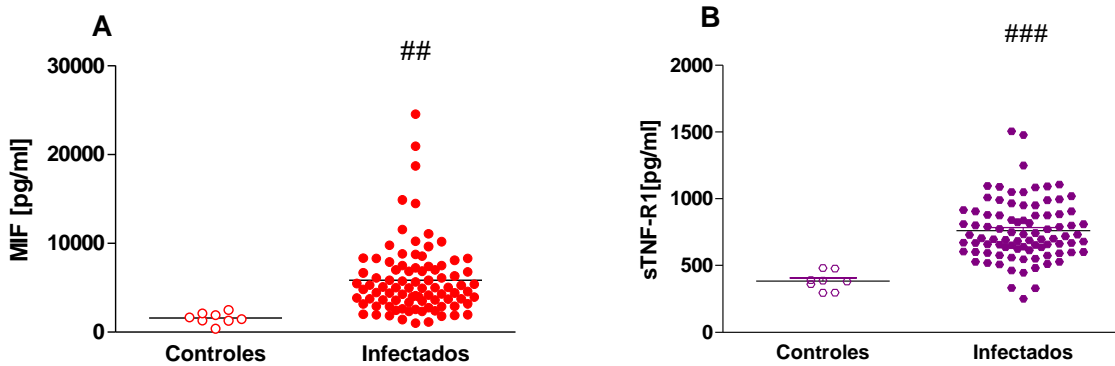 A
##
MIF [pg/ml]
30000
20000
10000
0
Controles
Infectados
B
###
sTNF-R1[pg/ml]
2000
1500
1000
500
0
Controles
Infectados